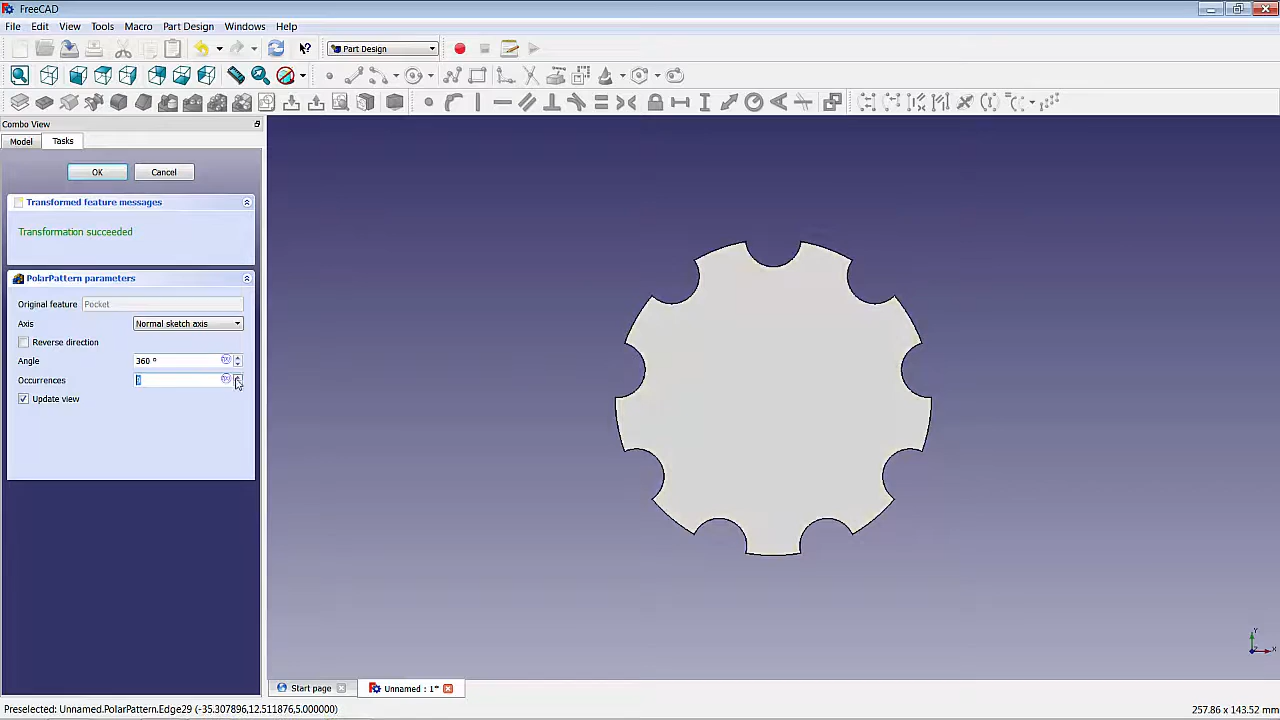 FreeCAD
File Edit View Tools Macro Part Design Windows Help
Part Design
Combo View
Model Tasks
OK Cancel
Transformed feature messages
Transformation succeeded
PolarPattern parameters
Original feature Pocket
Axis Normal sketch axis
Reverse direction
Angle 360 °
Occurrences
Update view
Y
X
Start page Unnamed : 1*
Preselected: Unnamed.PolarPattern.Edge29 (-35.307896,12.511876,5.000000) 257.86 x 143.52 mm